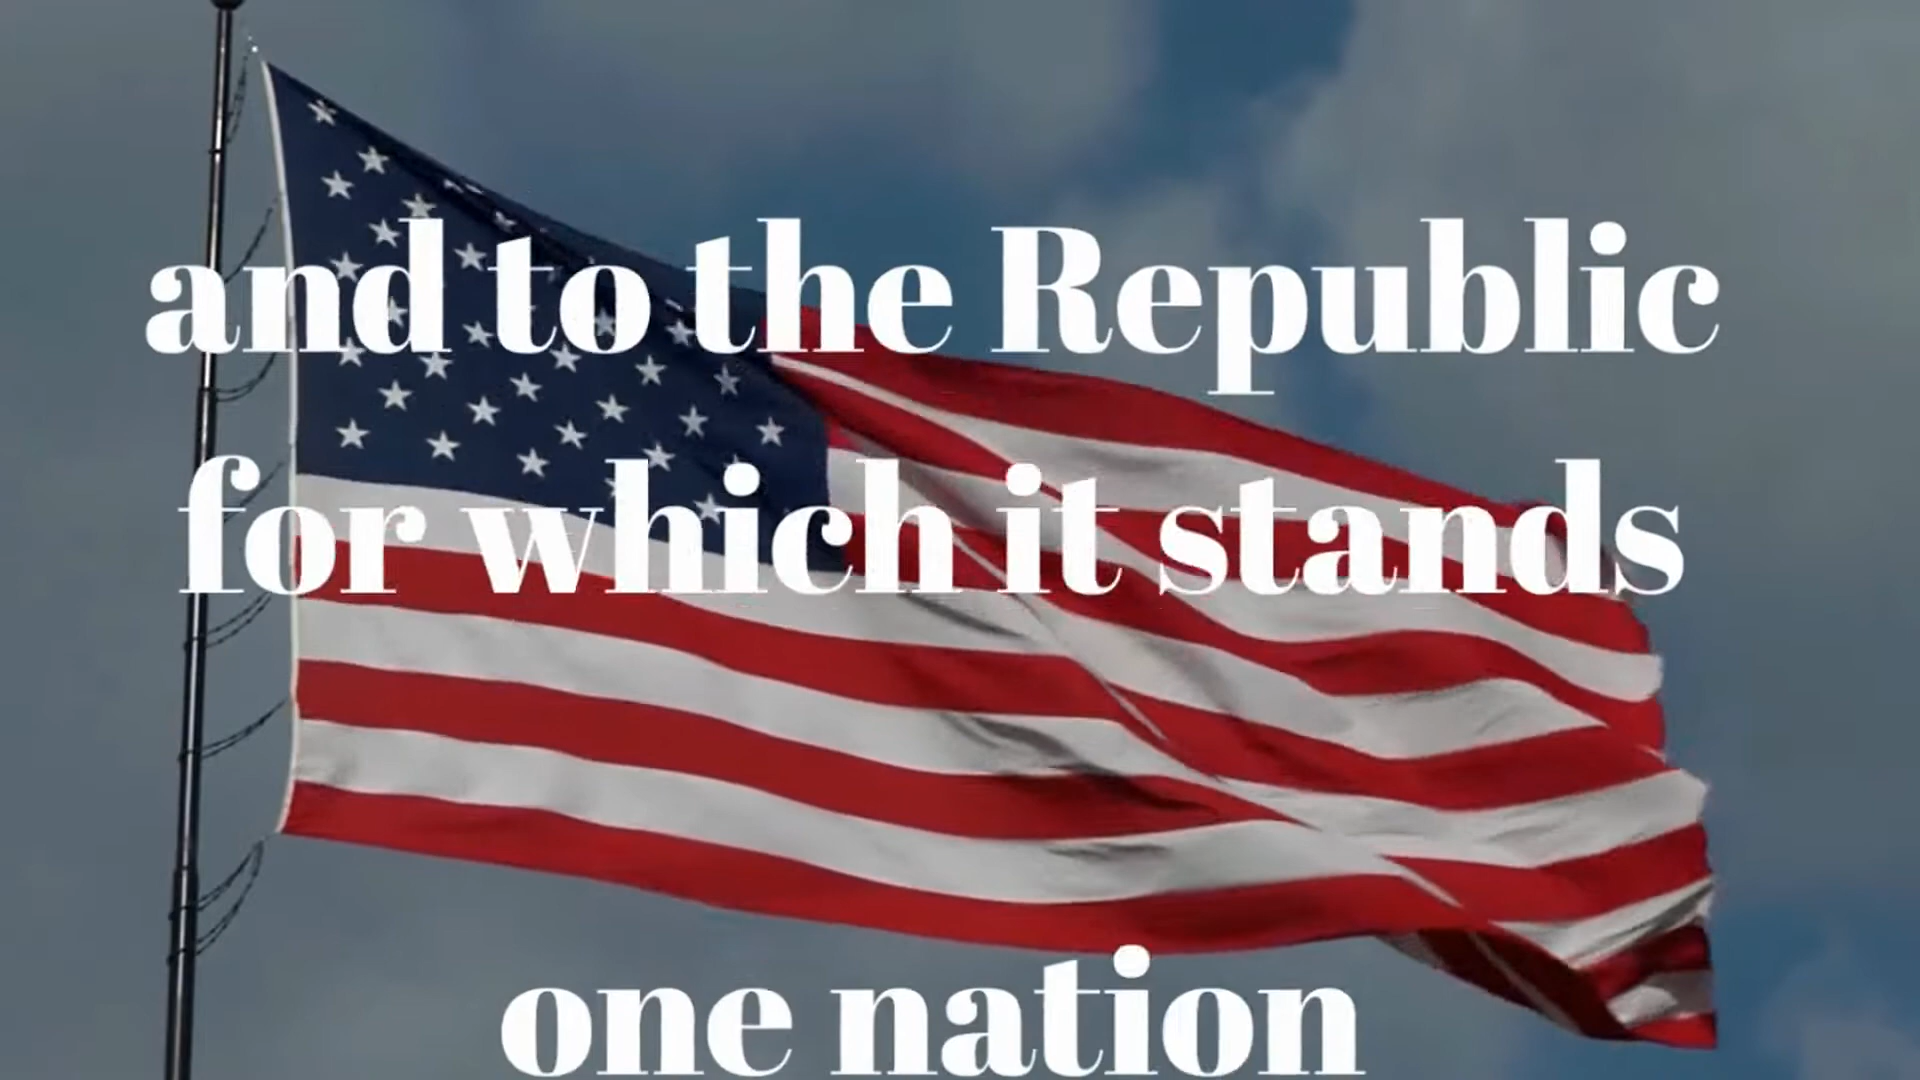 and to the Republic
for which it stands
one nation